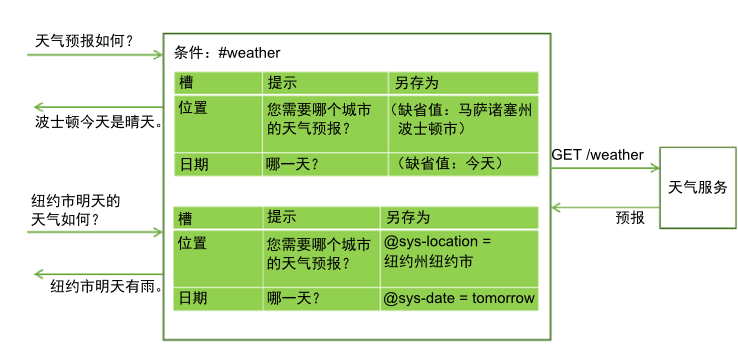 天气预报如何？
波士顿今天是晴天。
纽约市明天的
天气如何？
纽约市明天有雨。
条件：#weather
槽 提示 另存为
位置 您需要哪个城市 （缺省值：马萨诸塞州
的天气预报？ 波士顿市）
日期 哪一天？ （缺省值：今天）
槽 提示 另存为
位置 您需要哪个城市 @sys-location =
的天气预报？ 纽约州纽约市
日期 哪一天？ @sys-date = tomorrow
GET /weather
预报
天气服务